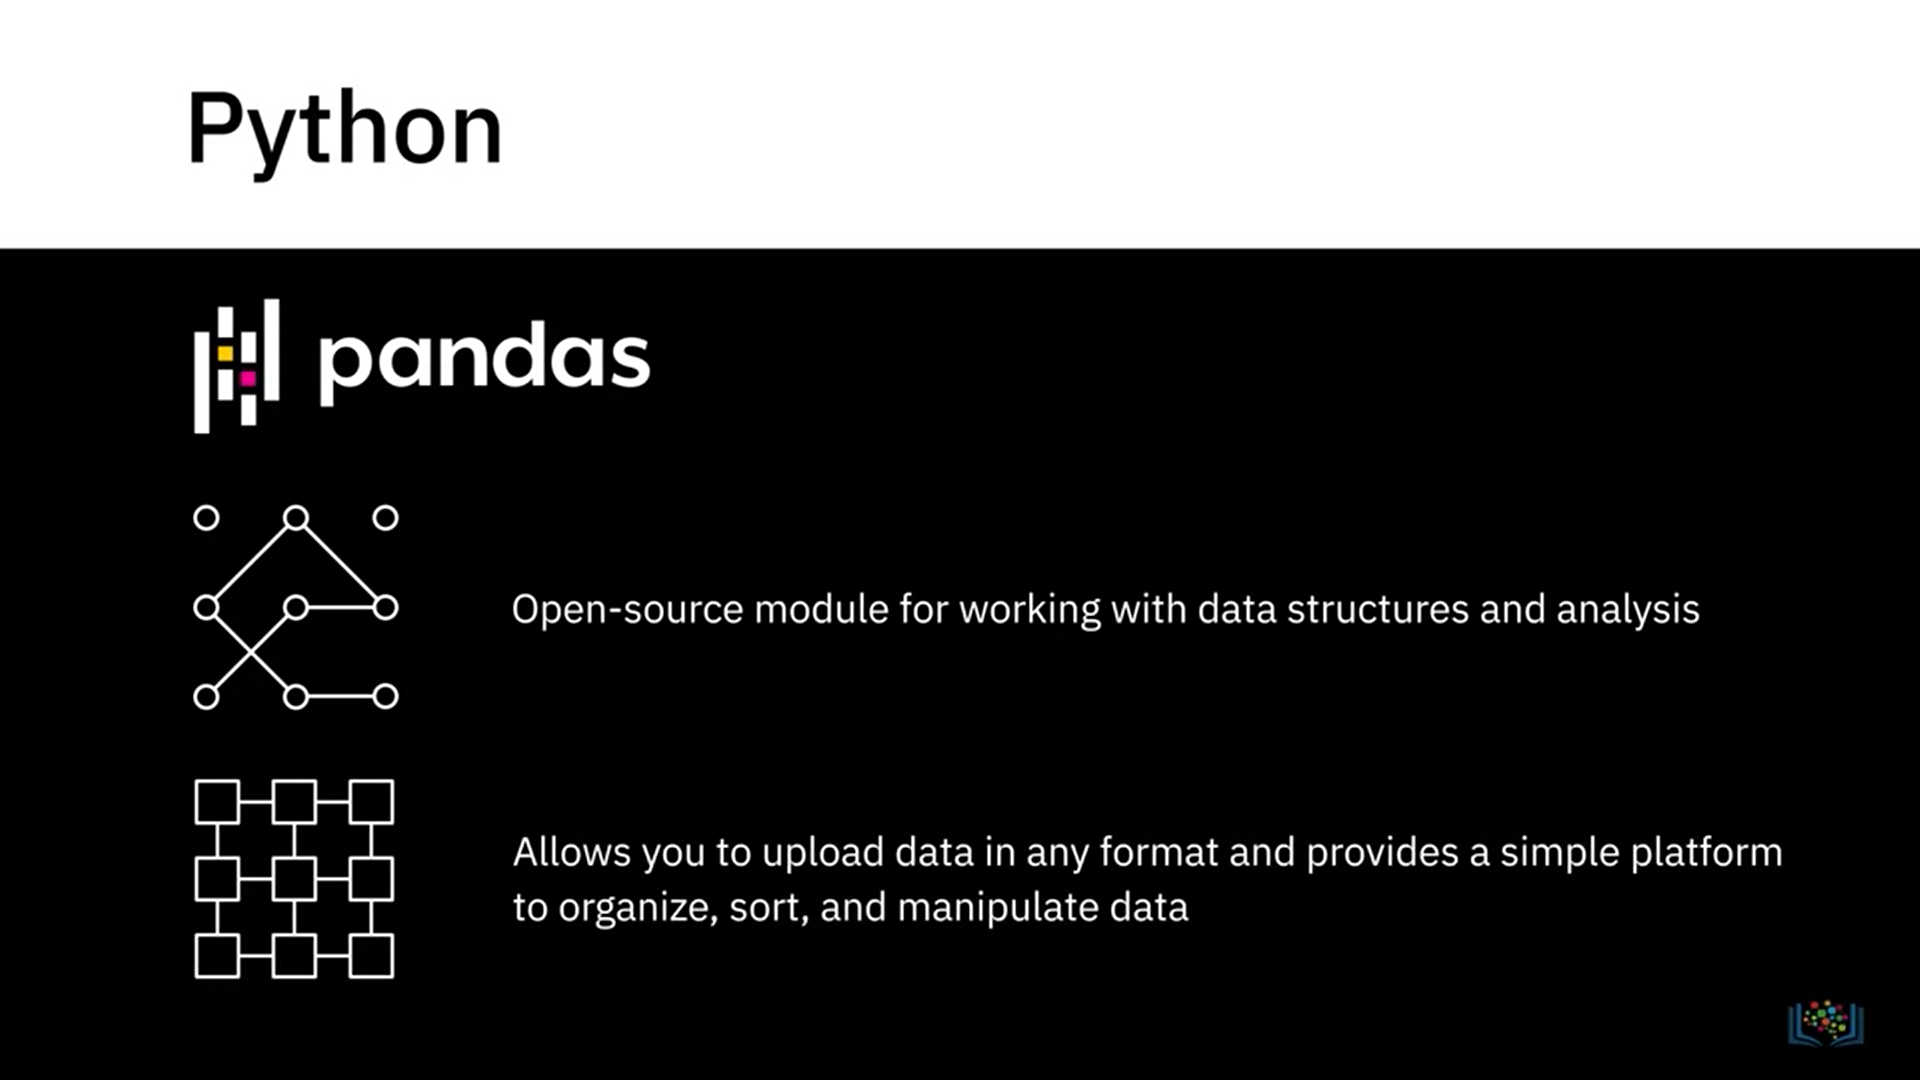 Python
pandas
Open-source module for working with data structures and analysis
Allows you to upload data in any format and provides a simple platform
to organize, sort, and manipulate data